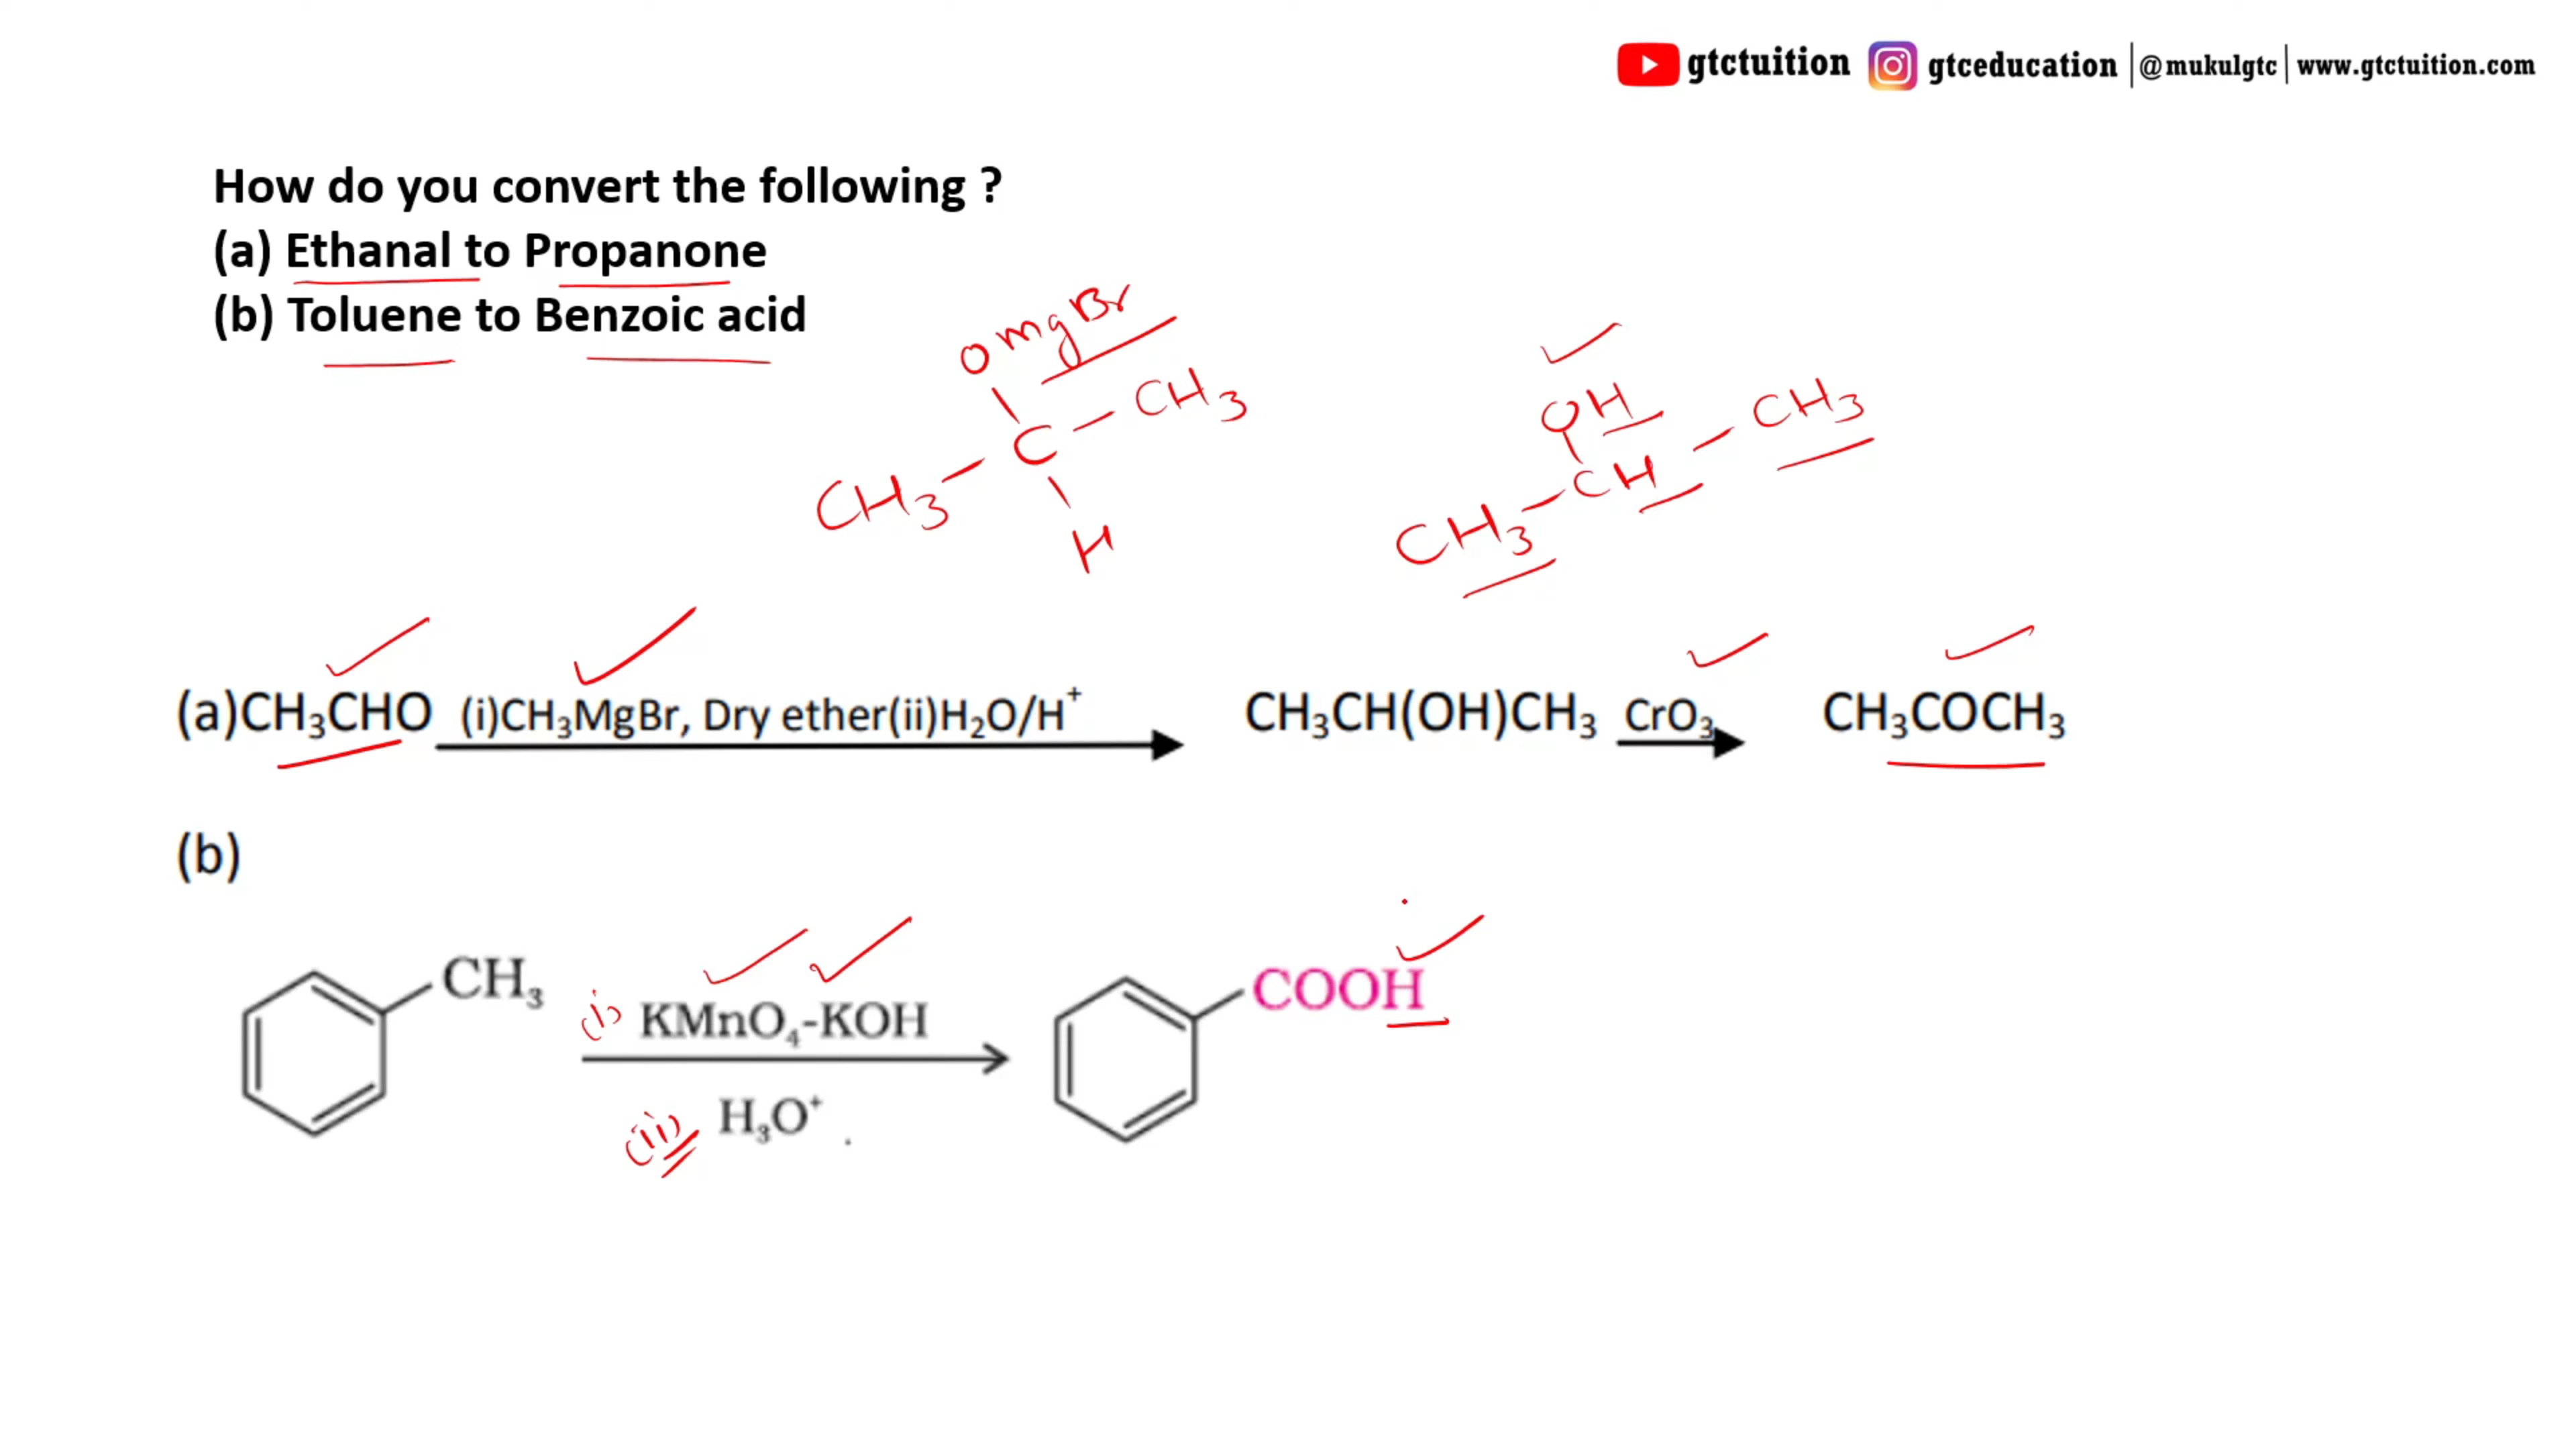 gtctuition gtceducation |@mukulgtc| www.gtctuition.com
How do you convert the following ?
(a) Ethanal to Propanone
(b) Toluene to Benzoic acid
OMgBr
CH₃ – C – CH₃
H
OH
CH₃ – CH – CH₃
(a)CH₃CHO (i)CH₃MgBr, Dry ether(ii)H₂O/H⁺ CH₃CH(OH)CH₃ CrO₃ CH₃COCH₃
(b)
CH₃ (i) KMnO₄-KOH COOH
(ii) H₃O⁺ .